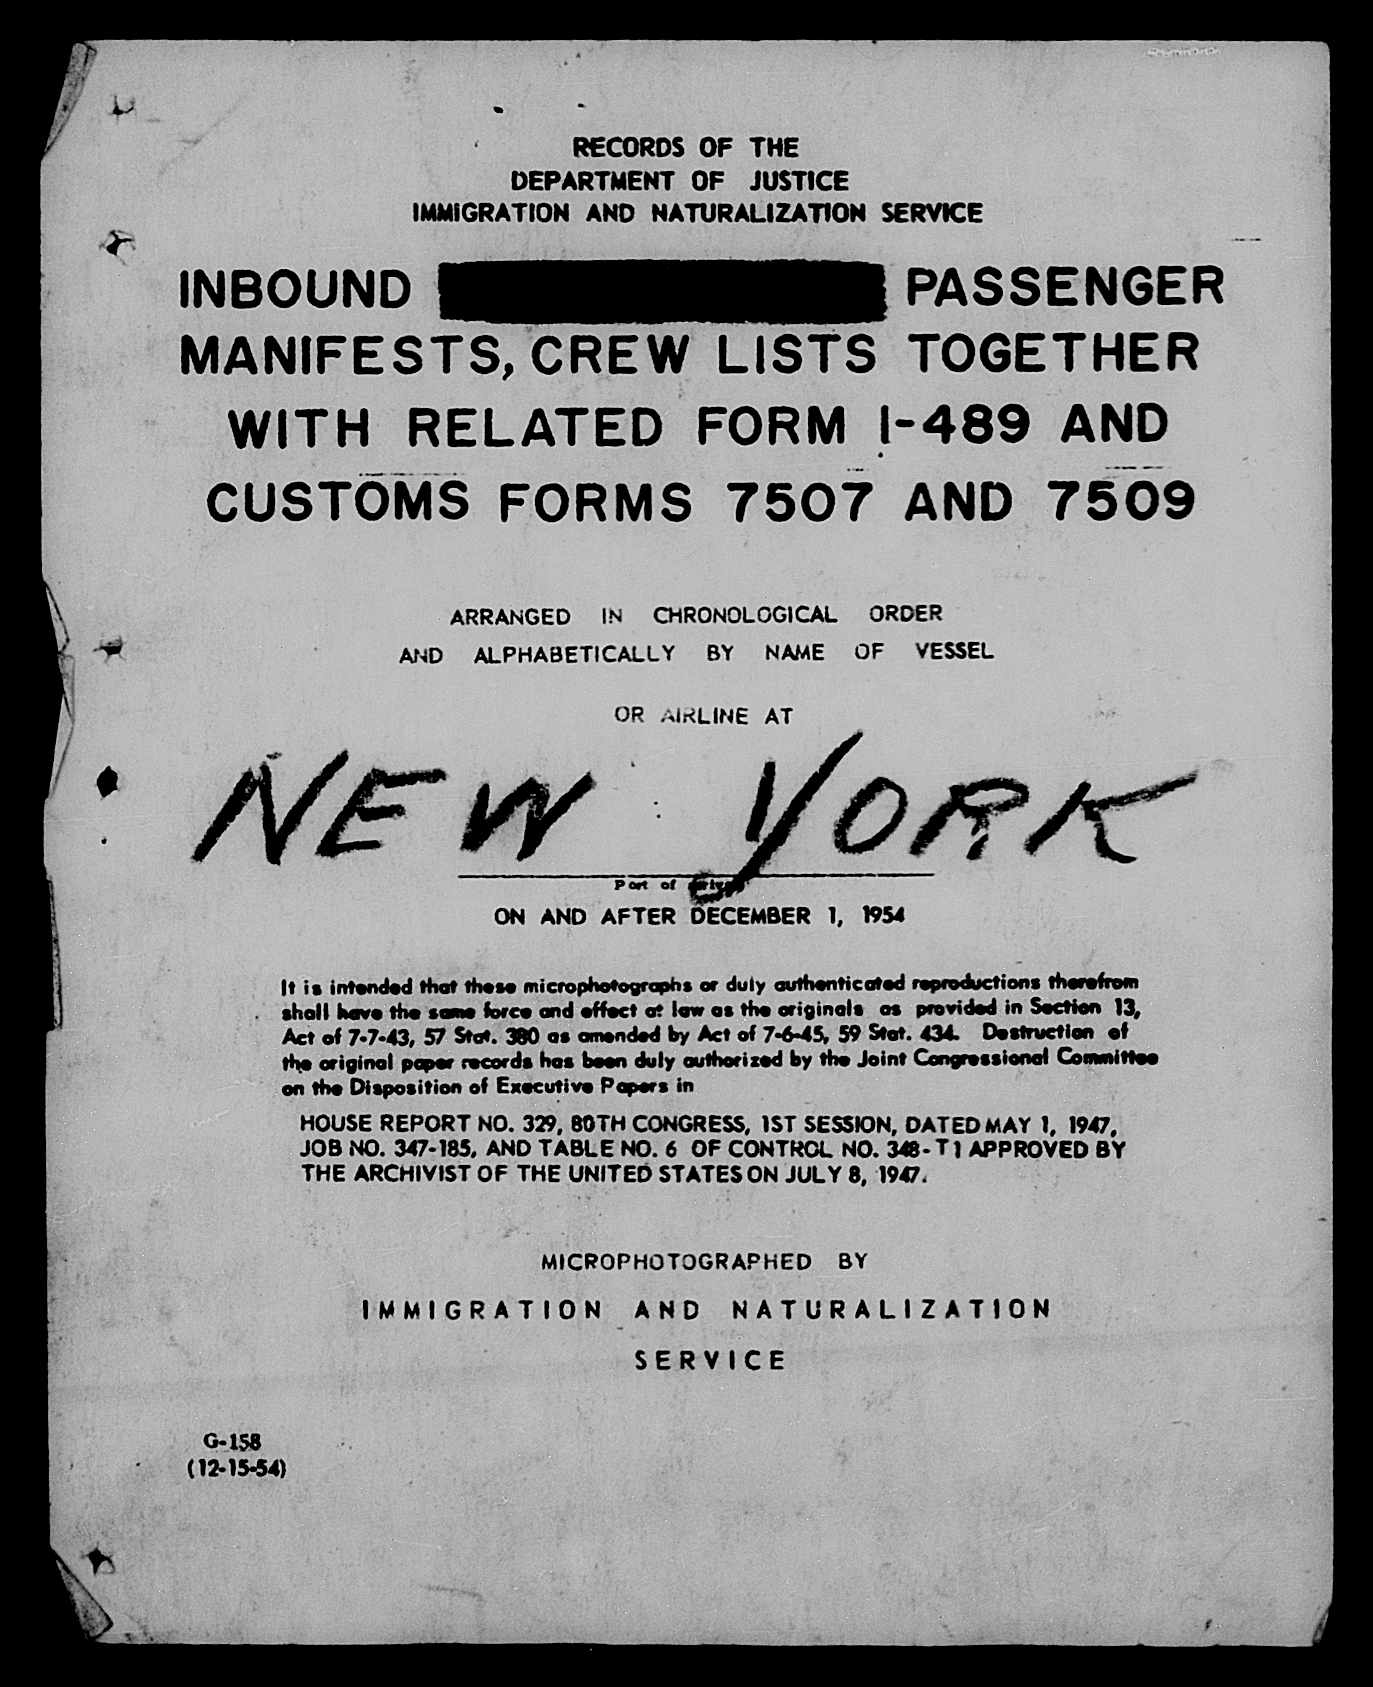 RECORDS OF THE
DEPARTMENT OF JUSTICE
IMMIGRATION AND NATURALIZATION SERVICE
INBOUND PASSENGER
MANIFESTS, CREW LISTS TOGETHER
WITH RELATED FORM I-489 AND
CUSTOMS FORMS 7507 AND 7509
ARRANGED IN CHRONOLOGICAL ORDER
AND ALPHABETICALLY BY NAME OF VESSEL
OR AIRLINE AT
NEW YORK
Port of
ON AND AFTER DECEMBER 1, 1954
It is intended that these microphotographs or duly authenticated reproductions therefrom
shall have the same force and effect at law as the originals as provided in Section 13,
Act of 7-7-43, 57 Stat. 380 as amended by Act of 7-6-45, 59 Stat. 434. Destruction of
the original paper records has been duly authorized by the Joint Congressional Committee
on the Disposition of Executive Papers in
HOUSE REPORT NO. 329, 80TH CONGRESS, 1ST SESSION, DATED MAY 1, 1947,
JOB NO. 347-185, AND TABLE NO. 6 OF CONTROL NO. 348-T1 APPROVED BY
THE ARCHIVIST OF THE UNITED STATES ON JULY 8, 1947.
MICROPHOTOGRAPHED BY
IMMIGRATION AND NATURALIZATION
SERVICE
G-158
(12-15-54)